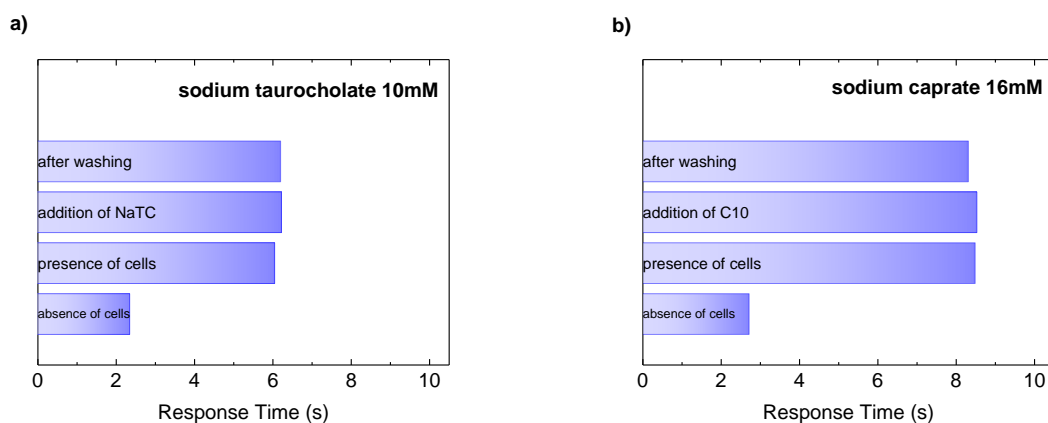 a)
sodium taurocholate 10mM
after washing
addition of NaTC
presence of cells
absence of cells
0 2 4 6 8 10
Response Time (s)
b)
sodium caprate 16mM
after washing
addition of C10
presence of cells
absence of cells
0 2 4 6 8 10
Response Time (s)